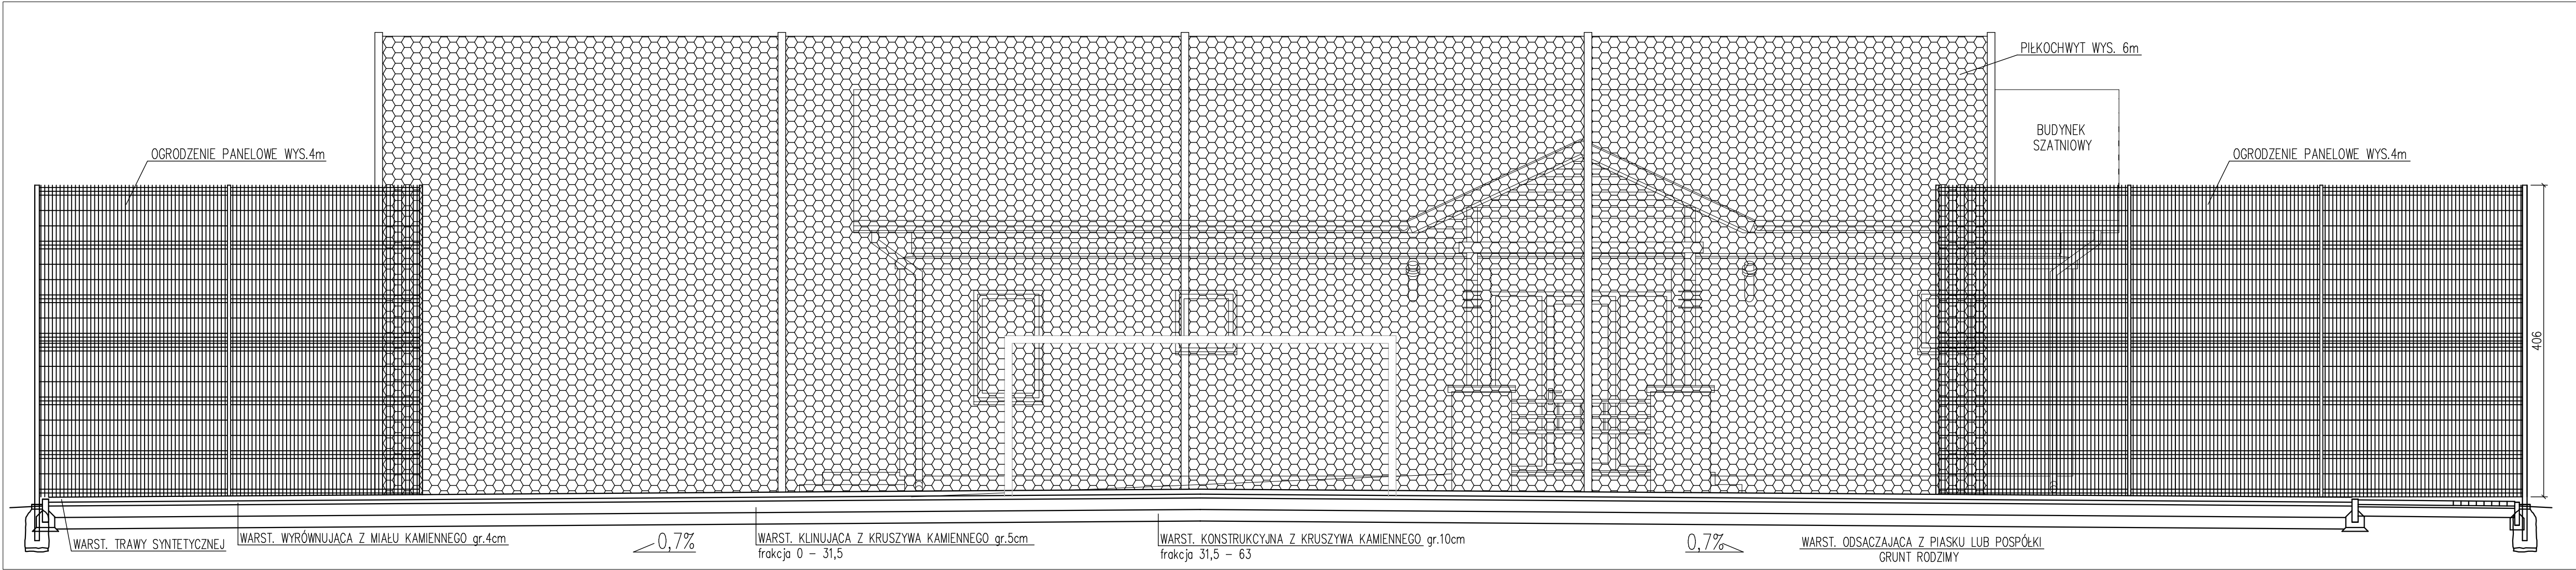 PIŁKOCHWYT WYS. 6m
BUDYNEK
SZATNIOWY
OGRODZENIE PANELOWE WYS.4m
OGRODZENIE PANELOWE WYS.4m
406
WARST. TRAWY SYNTETYCZNEJ
WARST. WYRÓWNUJĄCA Z MIAŁU KAMIENNEGO gr.4cm
0,7%
WARST. KLINUJĄCA Z KRUSZYWA KAMIENNEGO gr.5cm
frakcja 0 – 31,5
WARST. KONSTRUKCYJNA Z KRUSZYWA KAMIENNEGO gr.10cm
frakcja 31,5 – 63
0,7%
WARST. ODSĄCZAJĄCA Z PIASKU LUB POSPÓŁKI
GRUNT RODZIMY